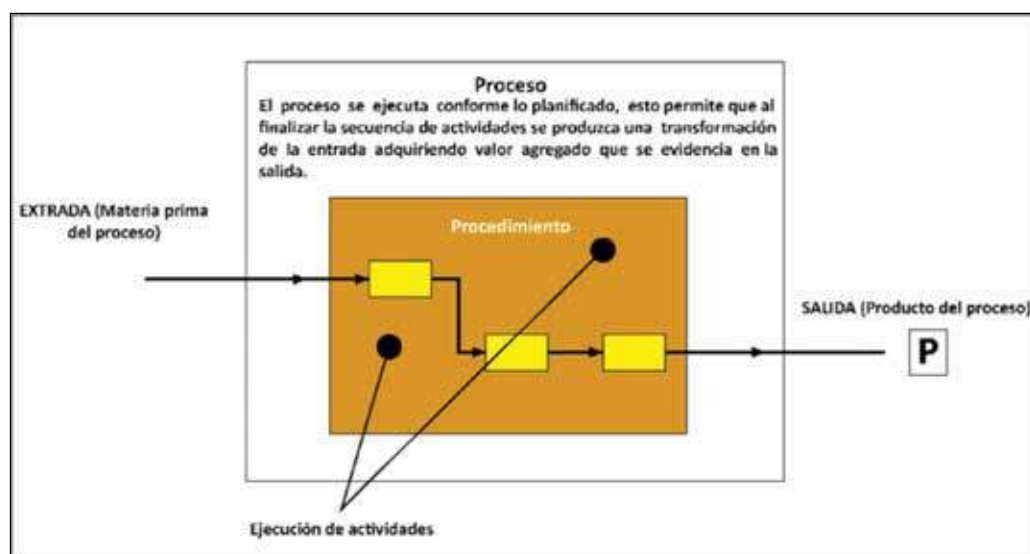 Proceso
El proceso se ejecuta conforme lo planificado, esto permite que al
finalizar la secuencia de actividades se produzca una transformación
de la entrada adquiriendo valor agregado que se evidencia en la
salida.
EXTRADA (Materia prima
del proceso)
Procedimiento
SALIDA (Producto del proceso)
P
Ejecución de actividades